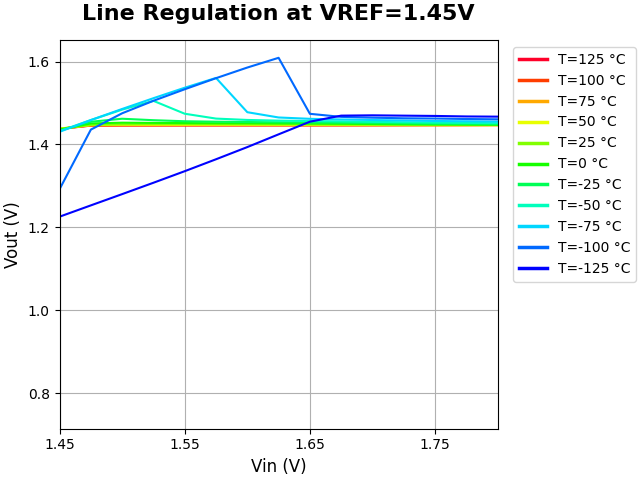 Line Regulation at VREF=1.45V
Vout (V)
1.6
1.4
1.2
1.0
0.8
1.45
1.55
1.65
1.75
Vin (V)
T=125 °C
T=100 °C
T=75 °C
T=50 °C
T=25 °C
T=0 °C
T=-25 °C
T=-50 °C
T=-75 °C
T=-100 °C
T=-125 °C